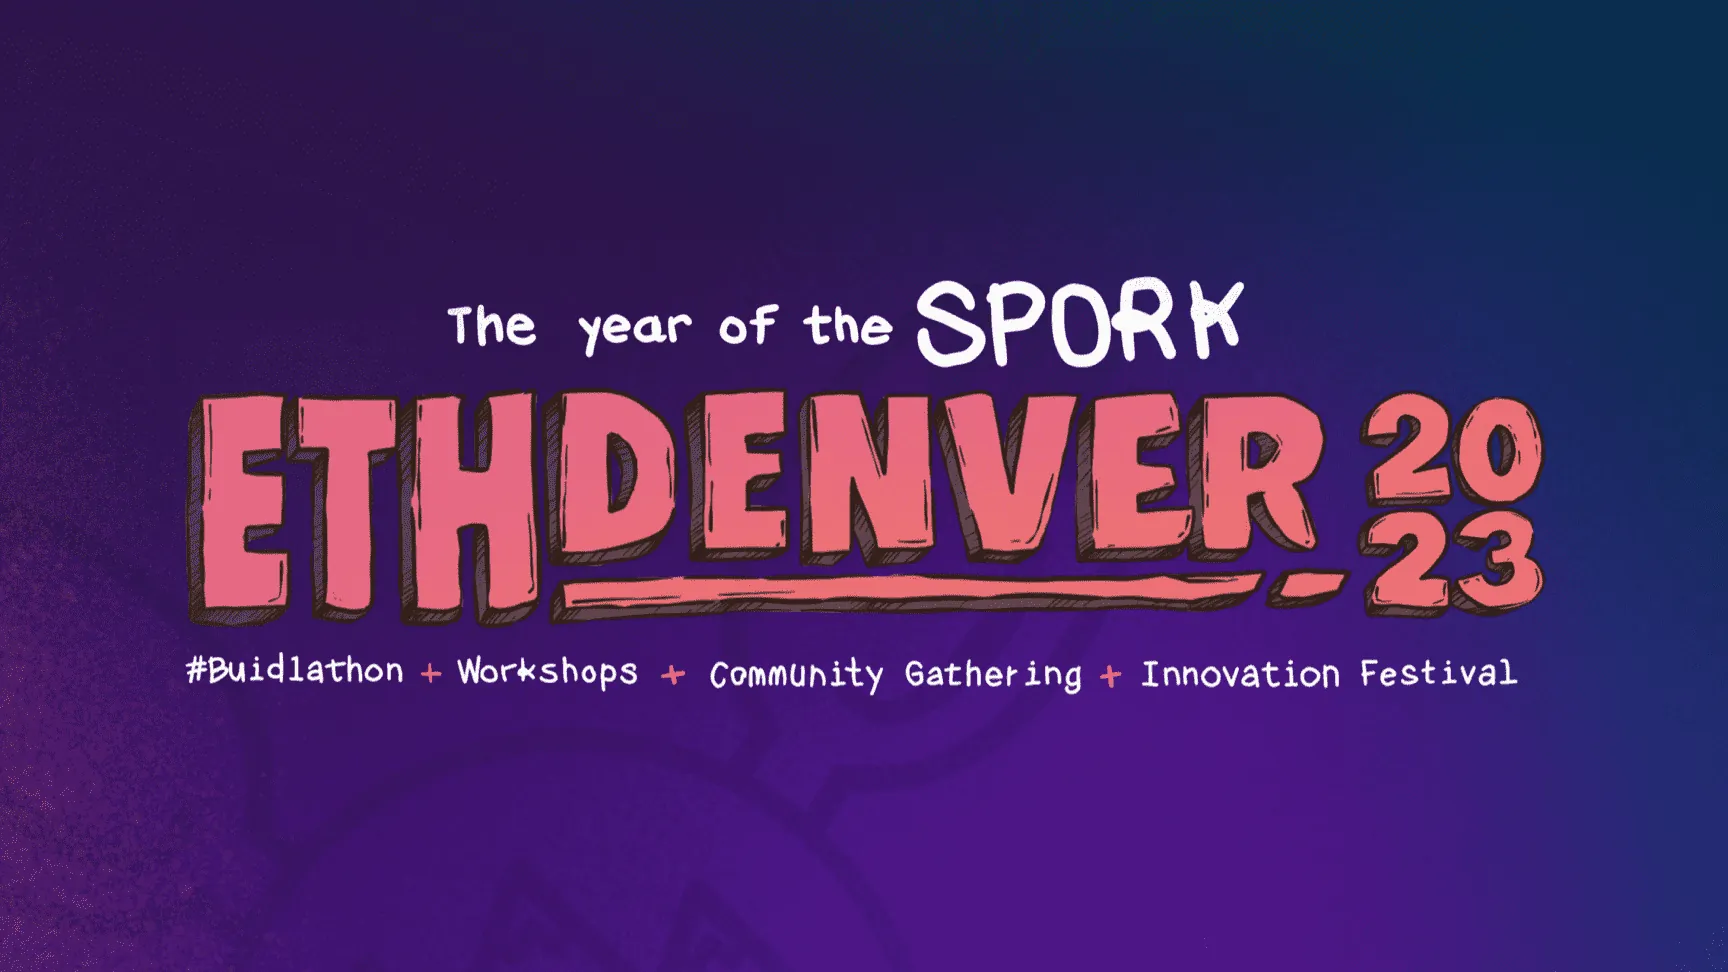 The year of the SPORK
ETHDENVER 2023
#Buidlathon + Workshops + Community Gathering + Innovation Festival